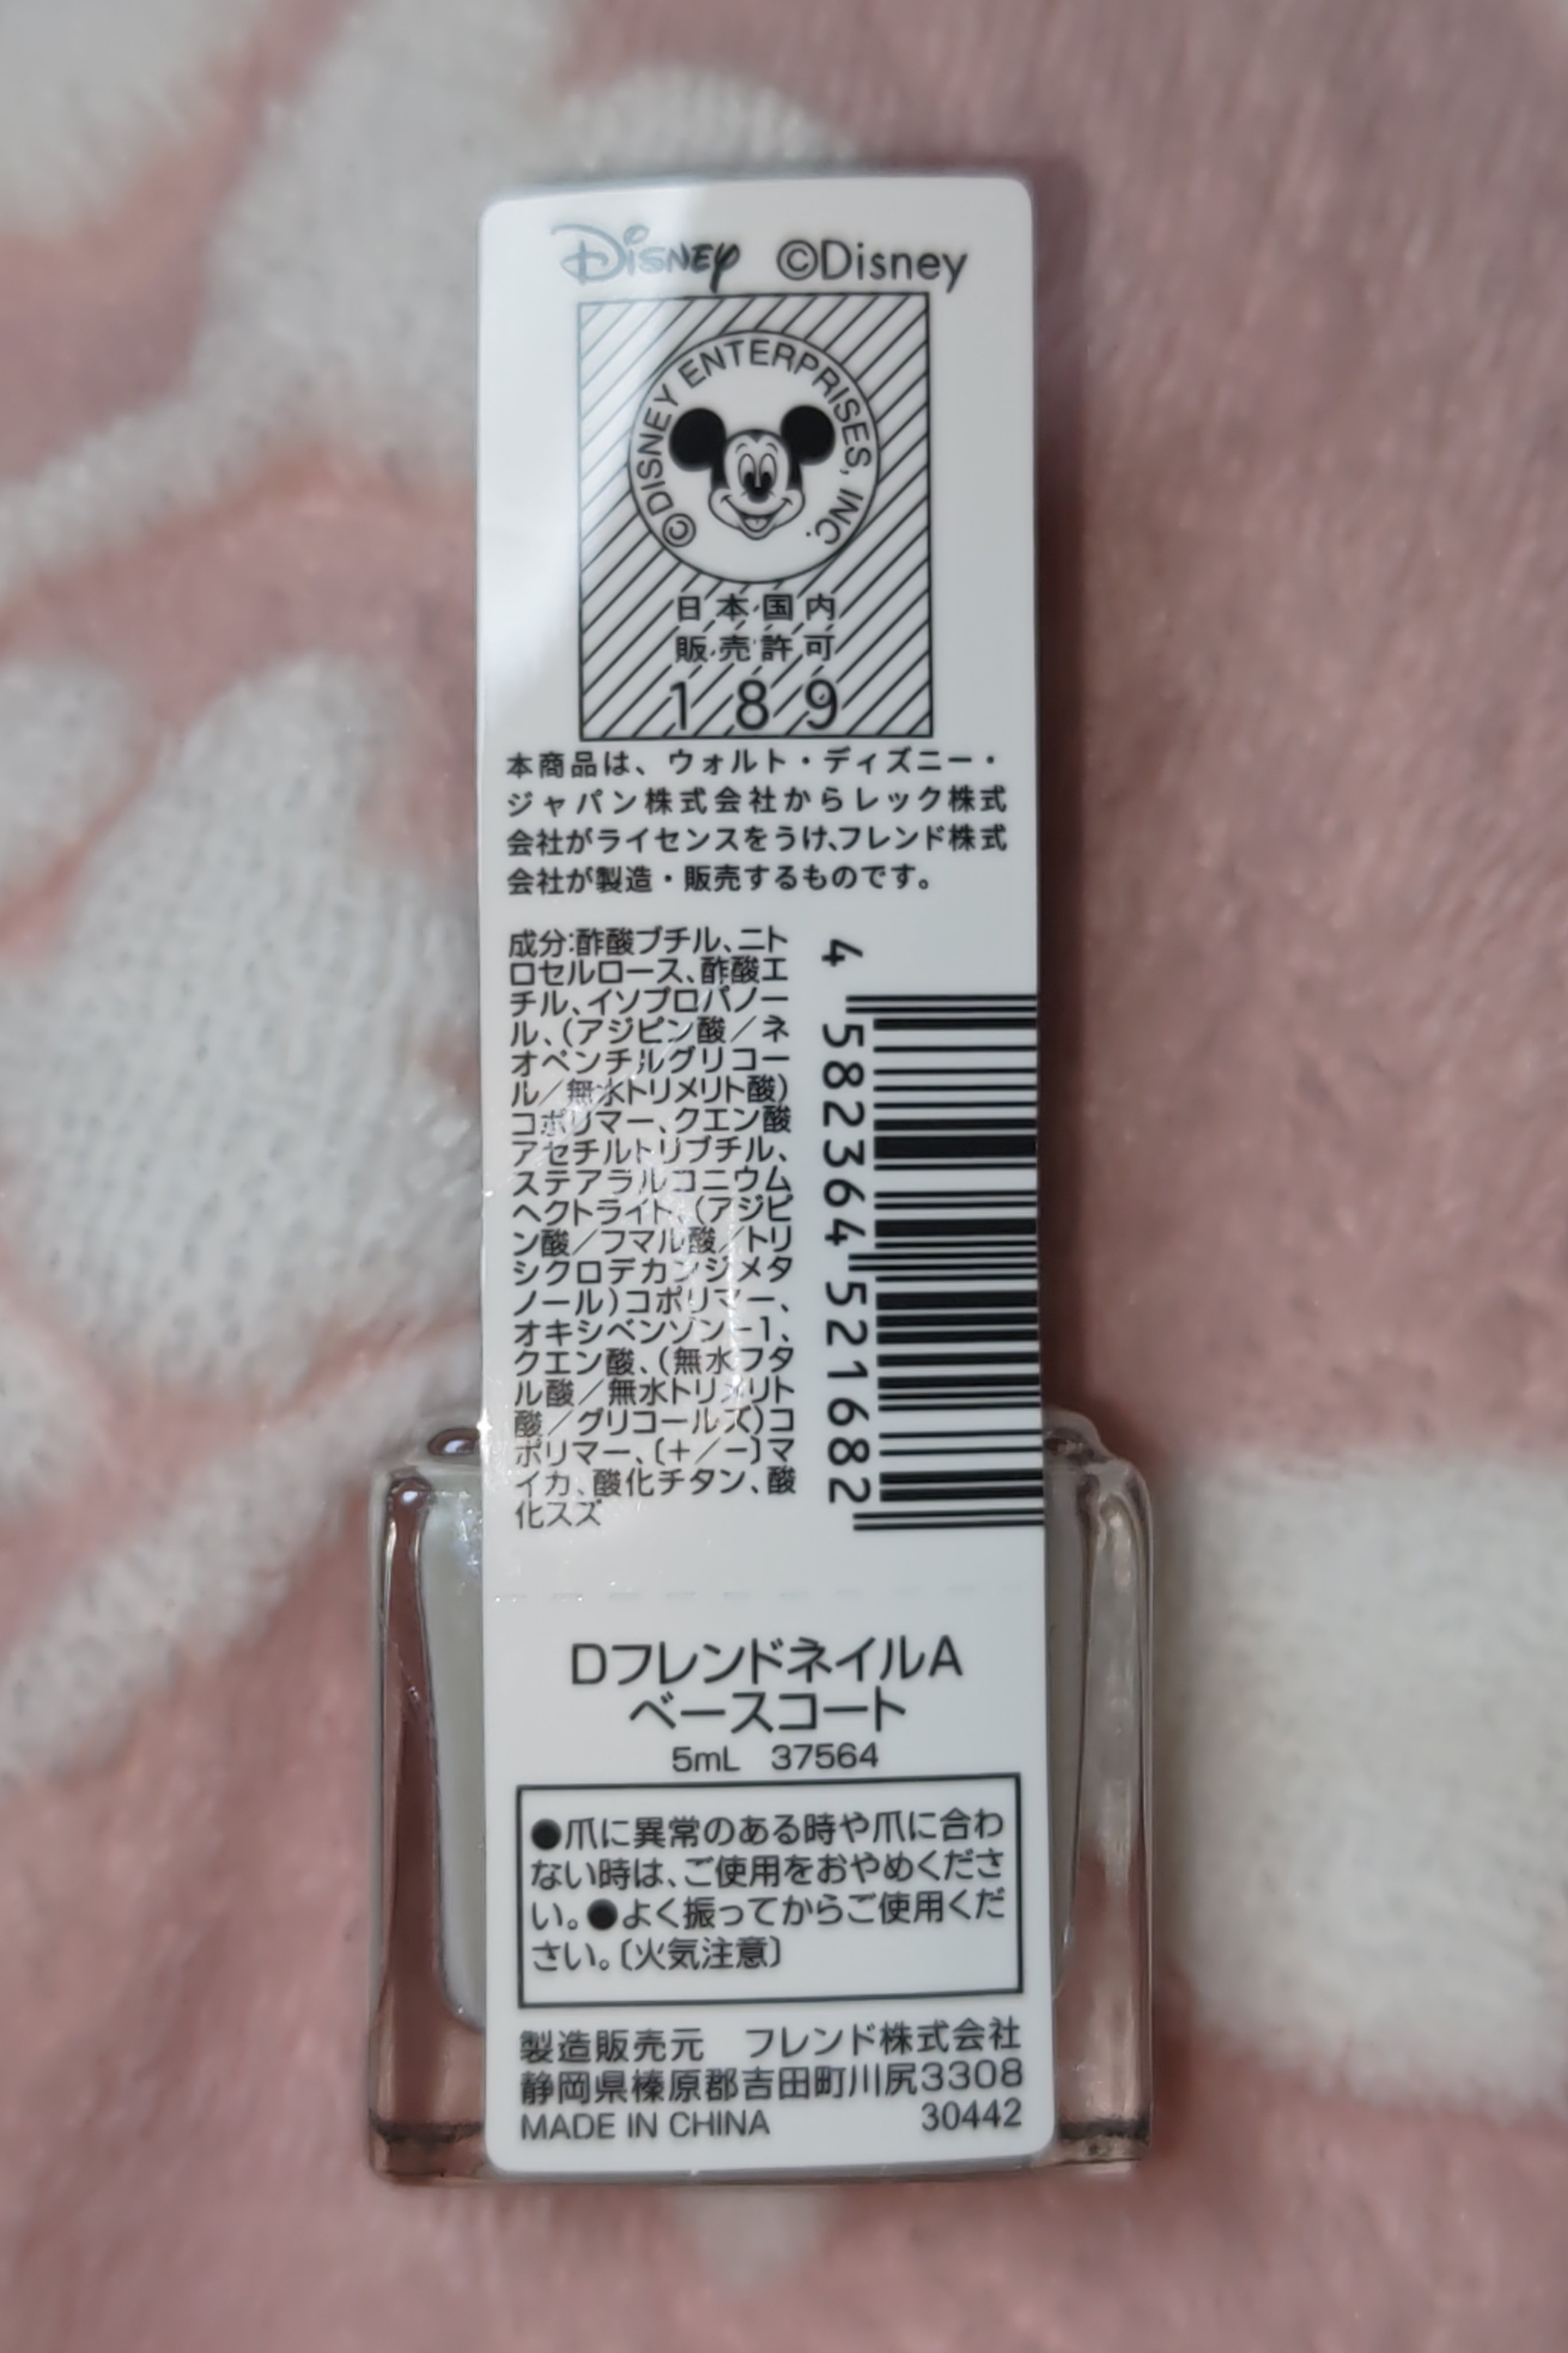 Disney ©Disney
©DISNEY ENTERPRISES, INC.
日本国内
販売許可
189
本商品は、ウォルト・ディズニー・
ジャパン株式会社からレック株式
会社がライセンスをうけ、フレンド株式
会社が製造・販売するものです。
成分:酢酸ブチル、ニト
ロセルロース、酢酸エ
チル、イソプロパノー
ル、(アジピン酸/ネ
オペンチルグリコー
ル/無水トリメリト酸)
コポリマー、クエン酸
アセチルトリブチル、
ステアラルコニウム
ヘクトライト、(アジピ
ン酸/フマル酸/トリ
シクロデカンジメタ
ノール)コポリマー、
オキシベンゾン-1、
クエン酸、(無水フタ
ル酸/無水トリメリト
酸/グリコールズ)コ
ポリマー、〔+/-〕マ
イカ、酸化チタン、酸
化スズ
4 582364 521682
DフレンドネイルA
ベースコート
5mL 37564
●爪に異常のある時や爪に合わ
ない時は、ご使用をおやめくださ
い。●よく振ってからご使用くだ
さい。〔火気注意〕
製造販売元 フレンド株式会社
静岡県榛原郡吉田町川尻3308
MADE IN CHINA 30442